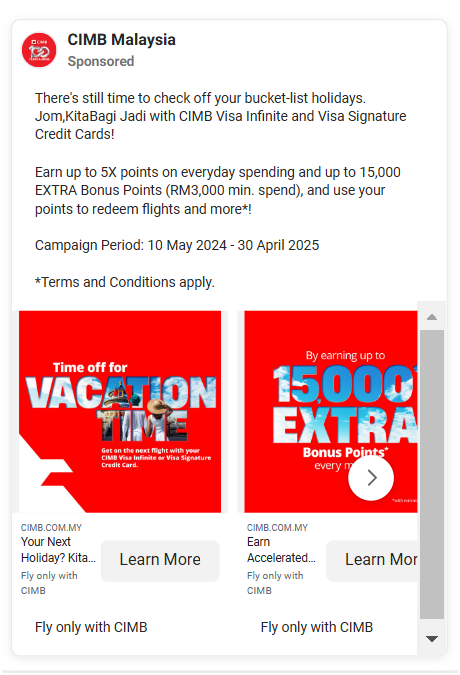 CIMB Malaysia
Sponsored
There's still time to check off your bucket-list holidays.
Jom,KitaBagi Jadi with CIMB Visa Infinite and Visa Signature
Credit Cards!
Earn up to 5X points on everyday spending and up to 15,000
EXTRA Bonus Points (RM3,000 min. spend), and use your
points to redeem flights and more*!
Campaign Period: 10 May 2024 - 30 April 2025
*Terms and Conditions apply.
Time off for
VACATION
TIME
Get on the next flight with your
CIMB Visa Infinite or Visa Signature
Credit Card.
By earning up to
15,000
EXTRA
Bonus Points*
every m
CIMB.COM.MY
Your Next
Holiday? Kita...
Fly only with
CIMB
Learn More
CIMB.COM.MY
Earn
Accelerated...
Fly only with
CIMB
Learn Mor
Fly only with CIMB
Fly only with CIMB